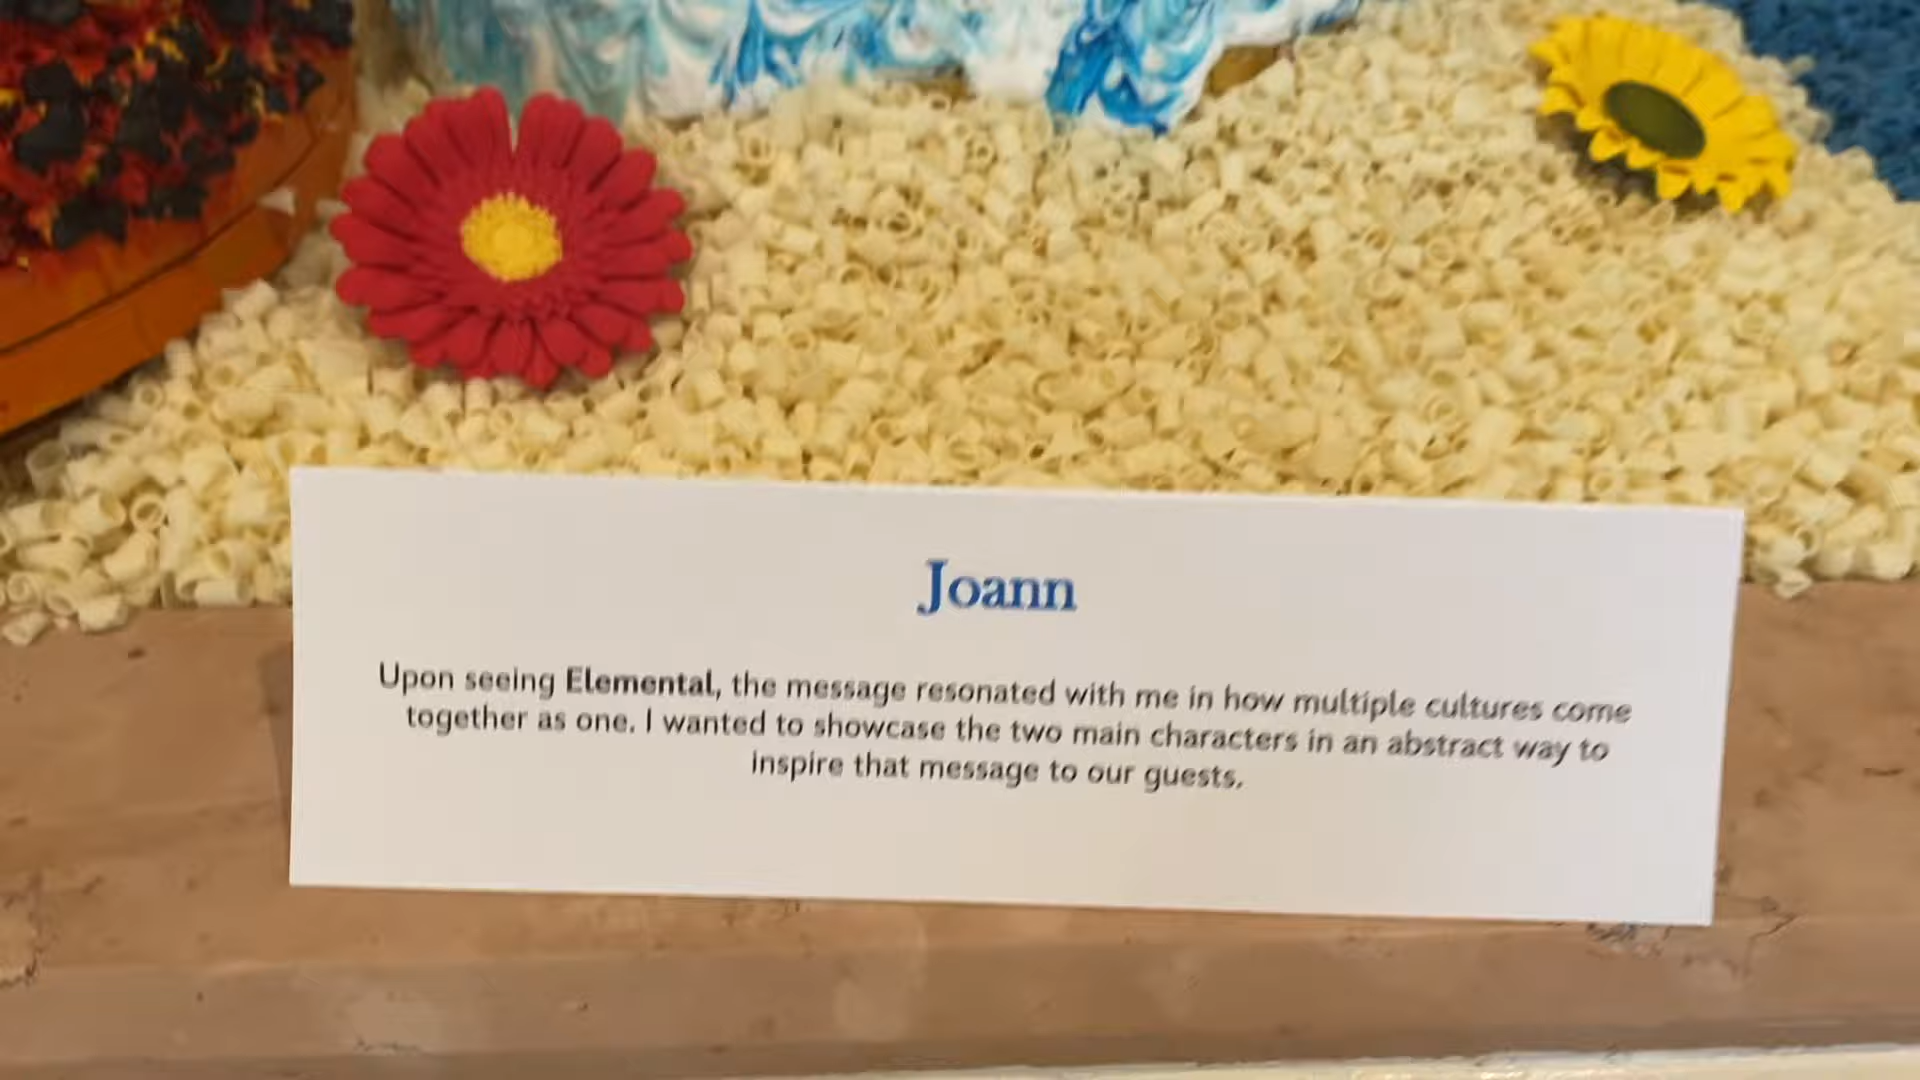 Joann
Upon seeing Elemental, the message resonated with me in how multiple cultures come
together as one. I wanted to showcase the two main characters in an abstract way to
inspire that message to our guests.